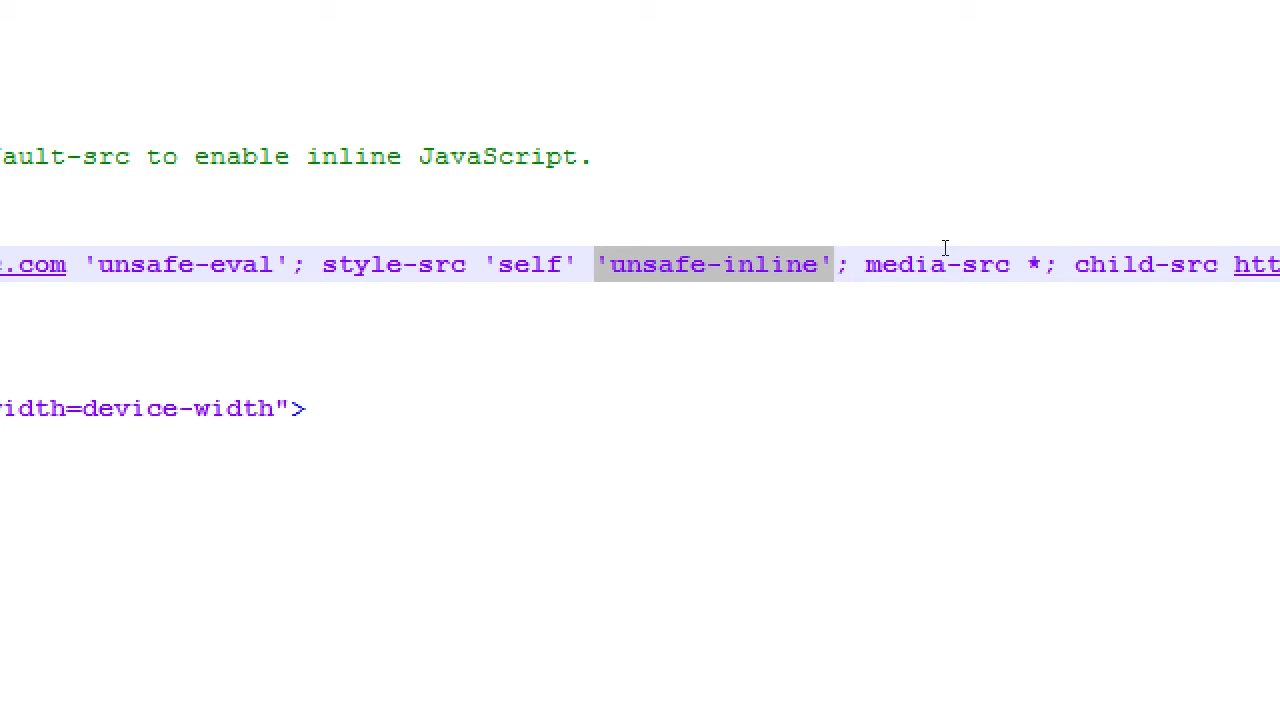 ault-src to enable inline JavaScript.
.com 'unsafe-eval'; style-src 'self' 'unsafe-inline'; media-src *; child-src htt
width=device-width">